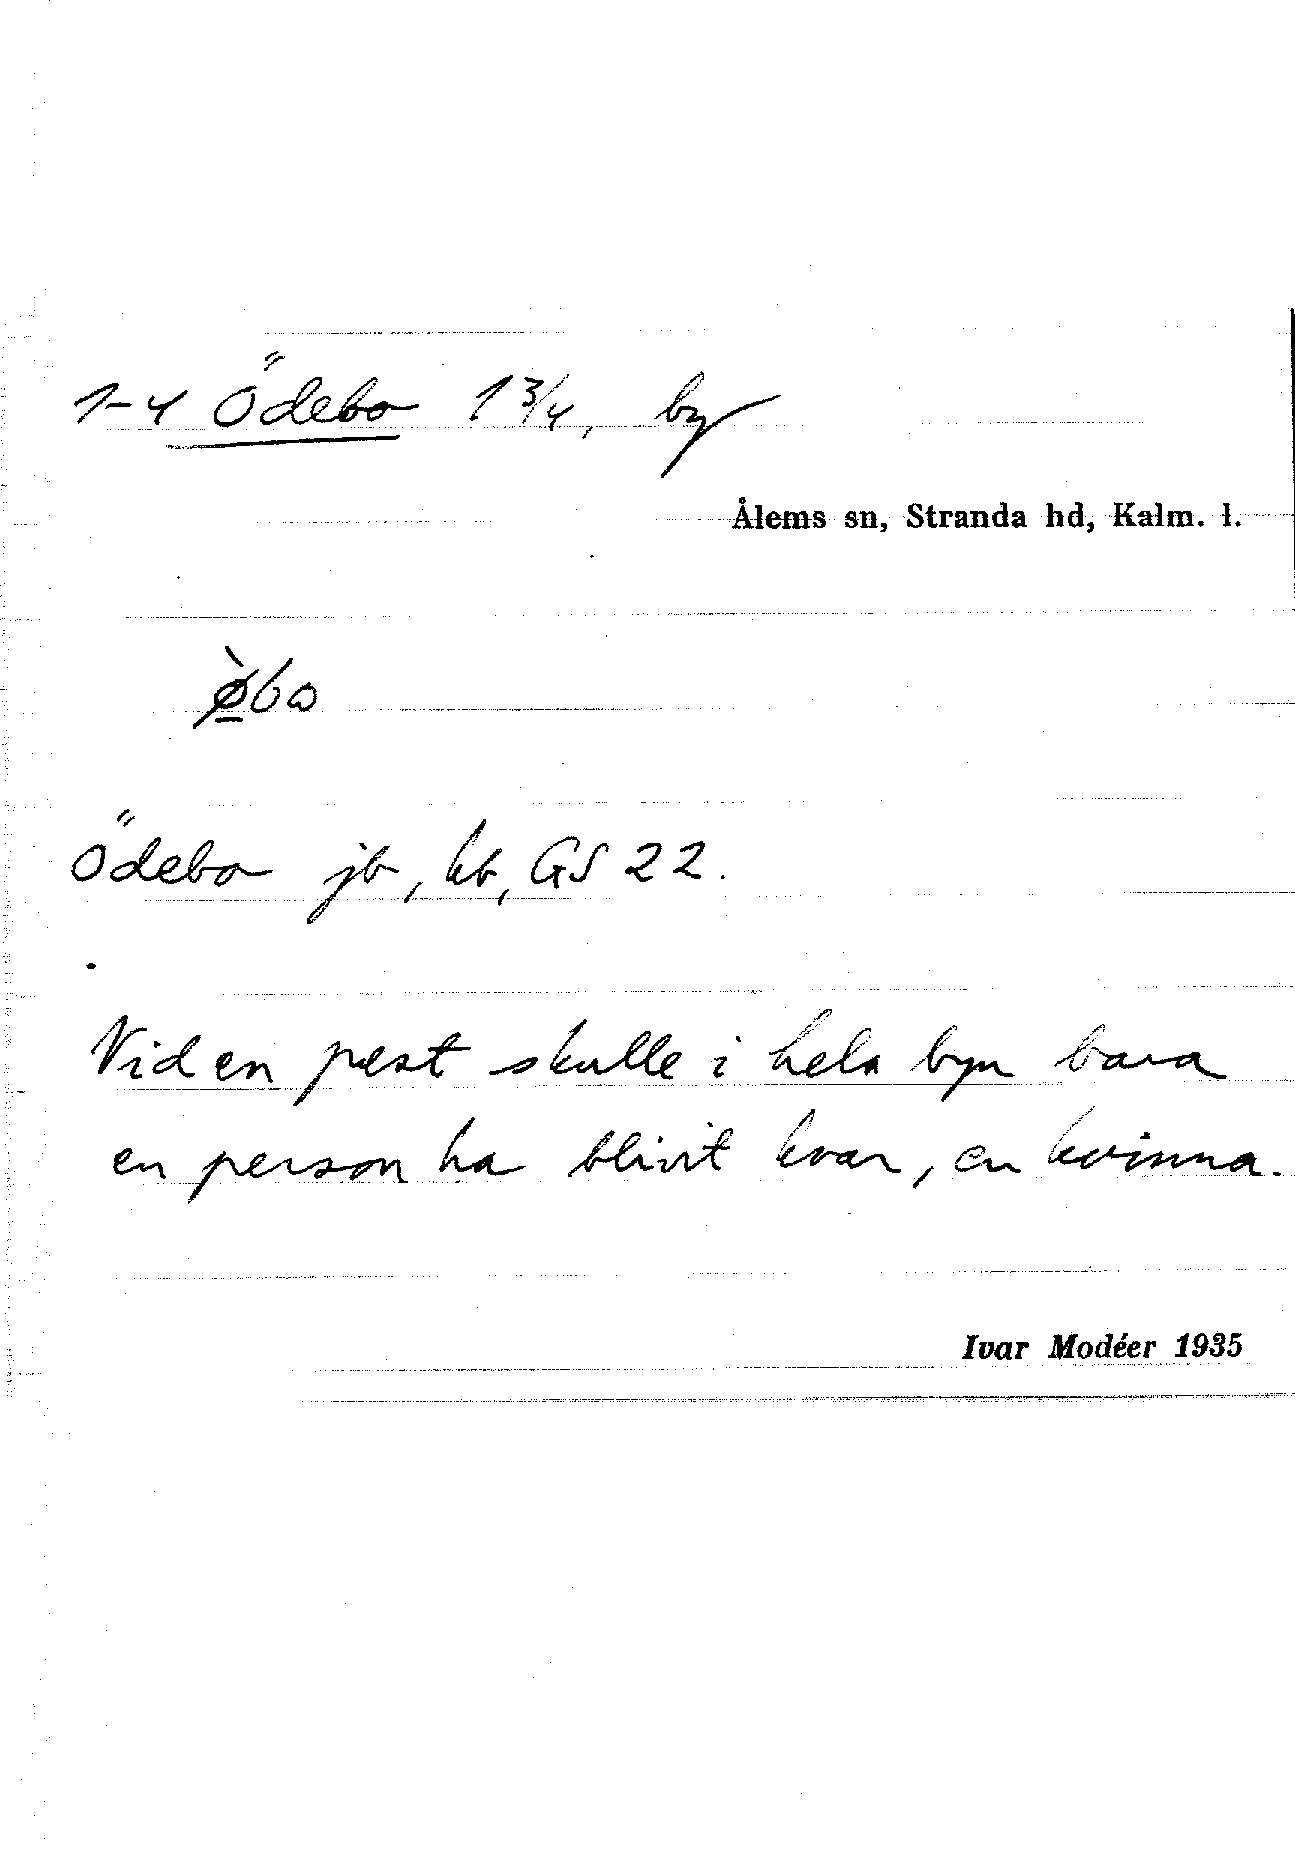 1-4 Ödebo 1 3/4, by
Ålems sn, Stranda hd, Kalm. l.
ø̠̀bω
Ödebo jb, kb, GS 22.
Vid en pest skulle i hela byn bara
en person ha blivit kvar, en kvinna.
Ivar Modéer 1935